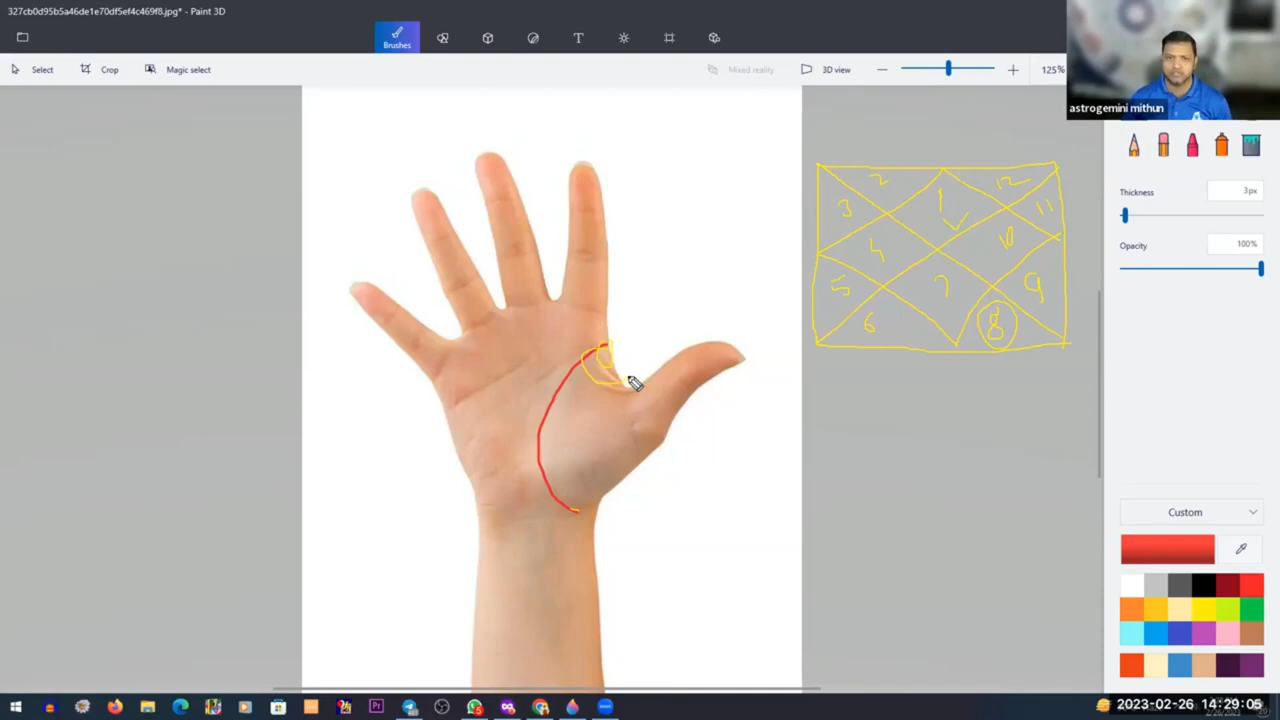 327cb0d95b5a46de1e70df5ef4c469f8.jpg* - Paint 3D
Brushes
Select
Crop
Magic select
Mixed reality
3D view
125%
astrogemini mithun
Thickness
3px
Opacity
100%
2
12
3
1
11
4
10
5
7
9
6
8
Custom
2023-02-26 14:29:05